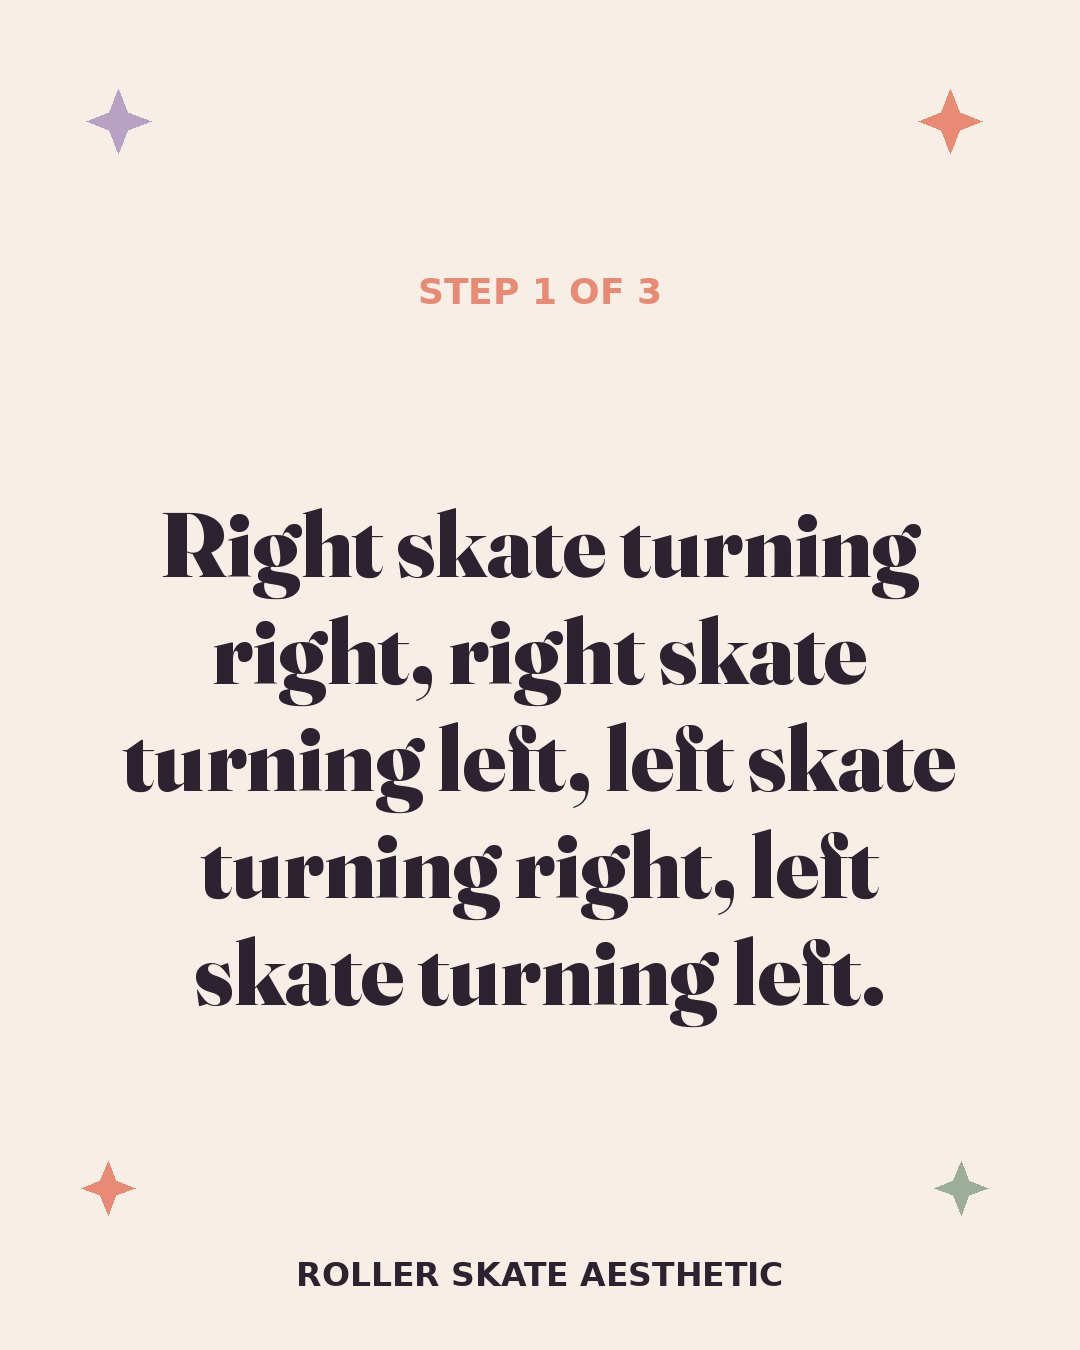 STEP 1 OF 3
Right skate turning
right, right skate
turning left, left skate
turning right, left
skate turning left.
ROLLER SKATE AESTHETIC